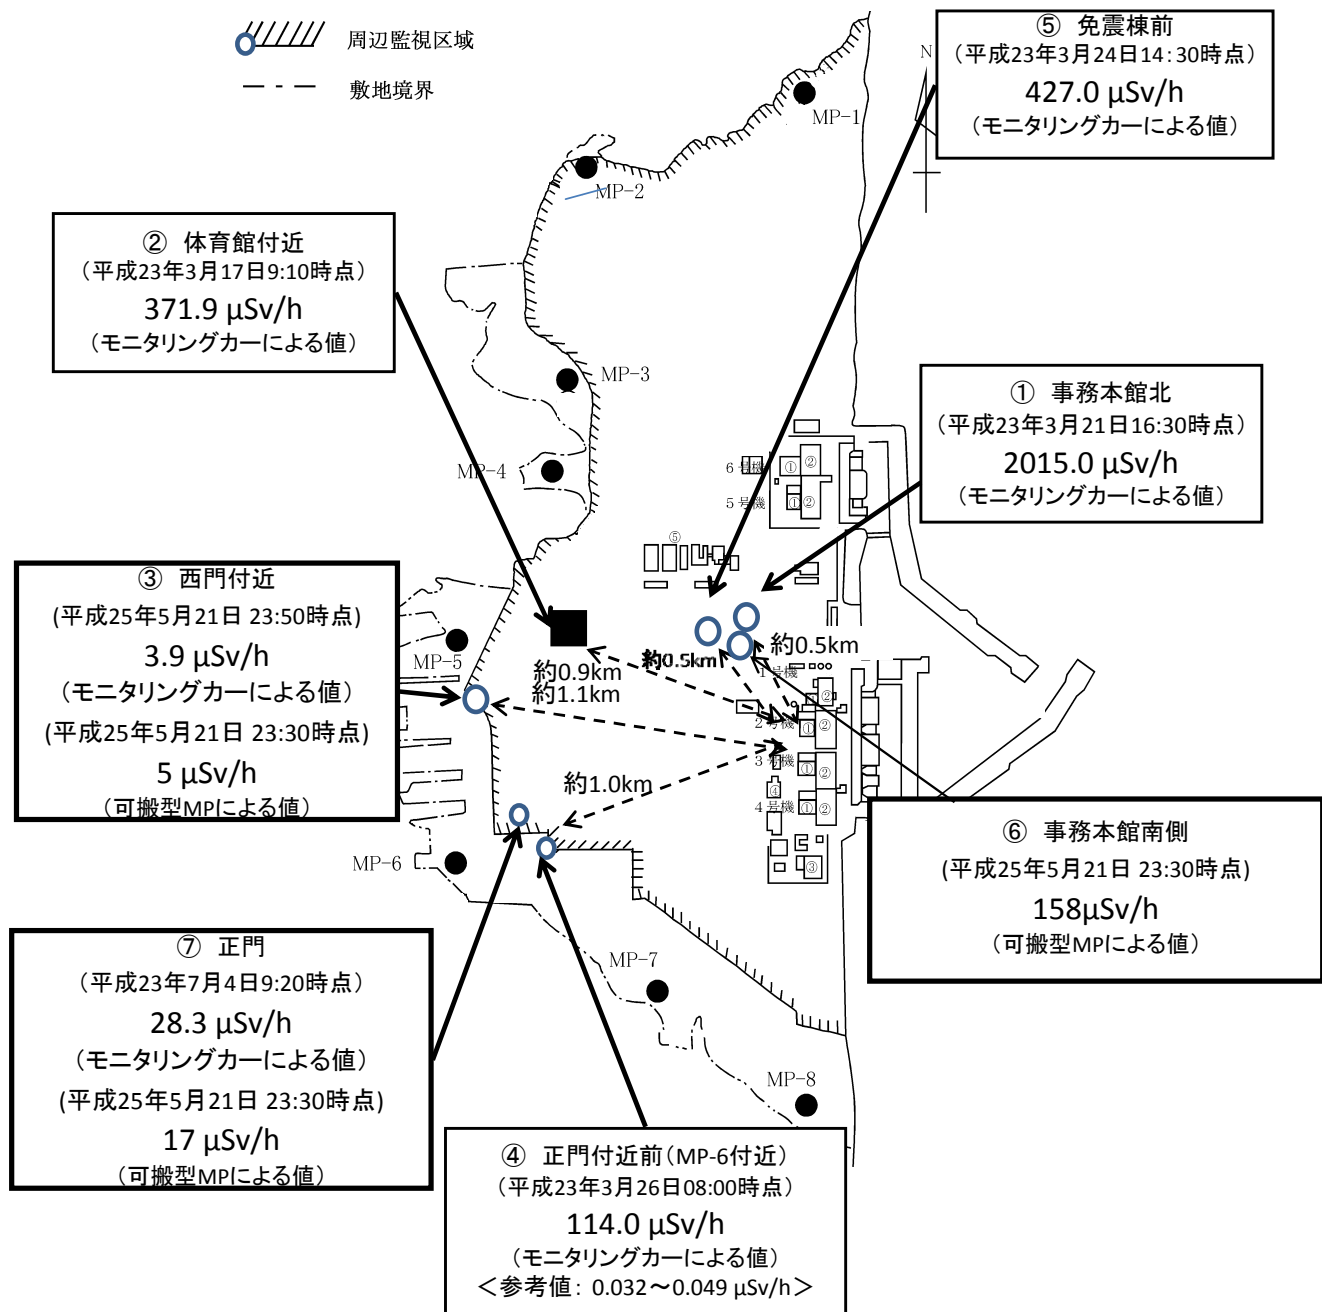 周辺監視区域
敷地境界
⑤ 免震棟前
（平成23年3月24日14：30時点）
427.0 μSv/h
（モニタリングカーによる値）
N
MP-1
MP-2
② 体育館付近
（平成23年3月17日9:10時点）
371.9 μSv/h
（モニタリングカーによる値）
MP-3
MP-4
① 事務本館北
（平成23年3月21日16:30時点）
2015.0 μSv/h
（モニタリングカーによる値）
6号機
① ②
5号機
① ②
⑤
③ 西門付近
(平成25年5月21日 23:50時点)
3.9 μSv/h
（モニタリングカーによる値）
(平成25年5月21日 23:30時点)
5 μSv/h
（可搬型MPによる値）
MP-5
約0.9km
約1.1km
約0.5km
約0.5km
1号機
②
2号機
① ②
3号機
① ②
④
4号機
① ②
③
約1.0km
MP-6
⑥ 事務本館南側
(平成25年5月21日 23:30時点)
158μSv/h
（可搬型MPによる値）
⑦ 正門
（平成23年7月4日9:20時点）
28.3 μSv/h
（モニタリングカーによる値）
(平成25年5月21日 23:30時点)
17 μSv/h
（可搬型MPによる値）
MP-7
MP-8
④ 正門付近前（MP-6付近）
（平成23年3月26日08:00時点）
114.0 μSv/h
（モニタリングカーによる値）
＜参考値： 0.032～0.049 μSv/h＞